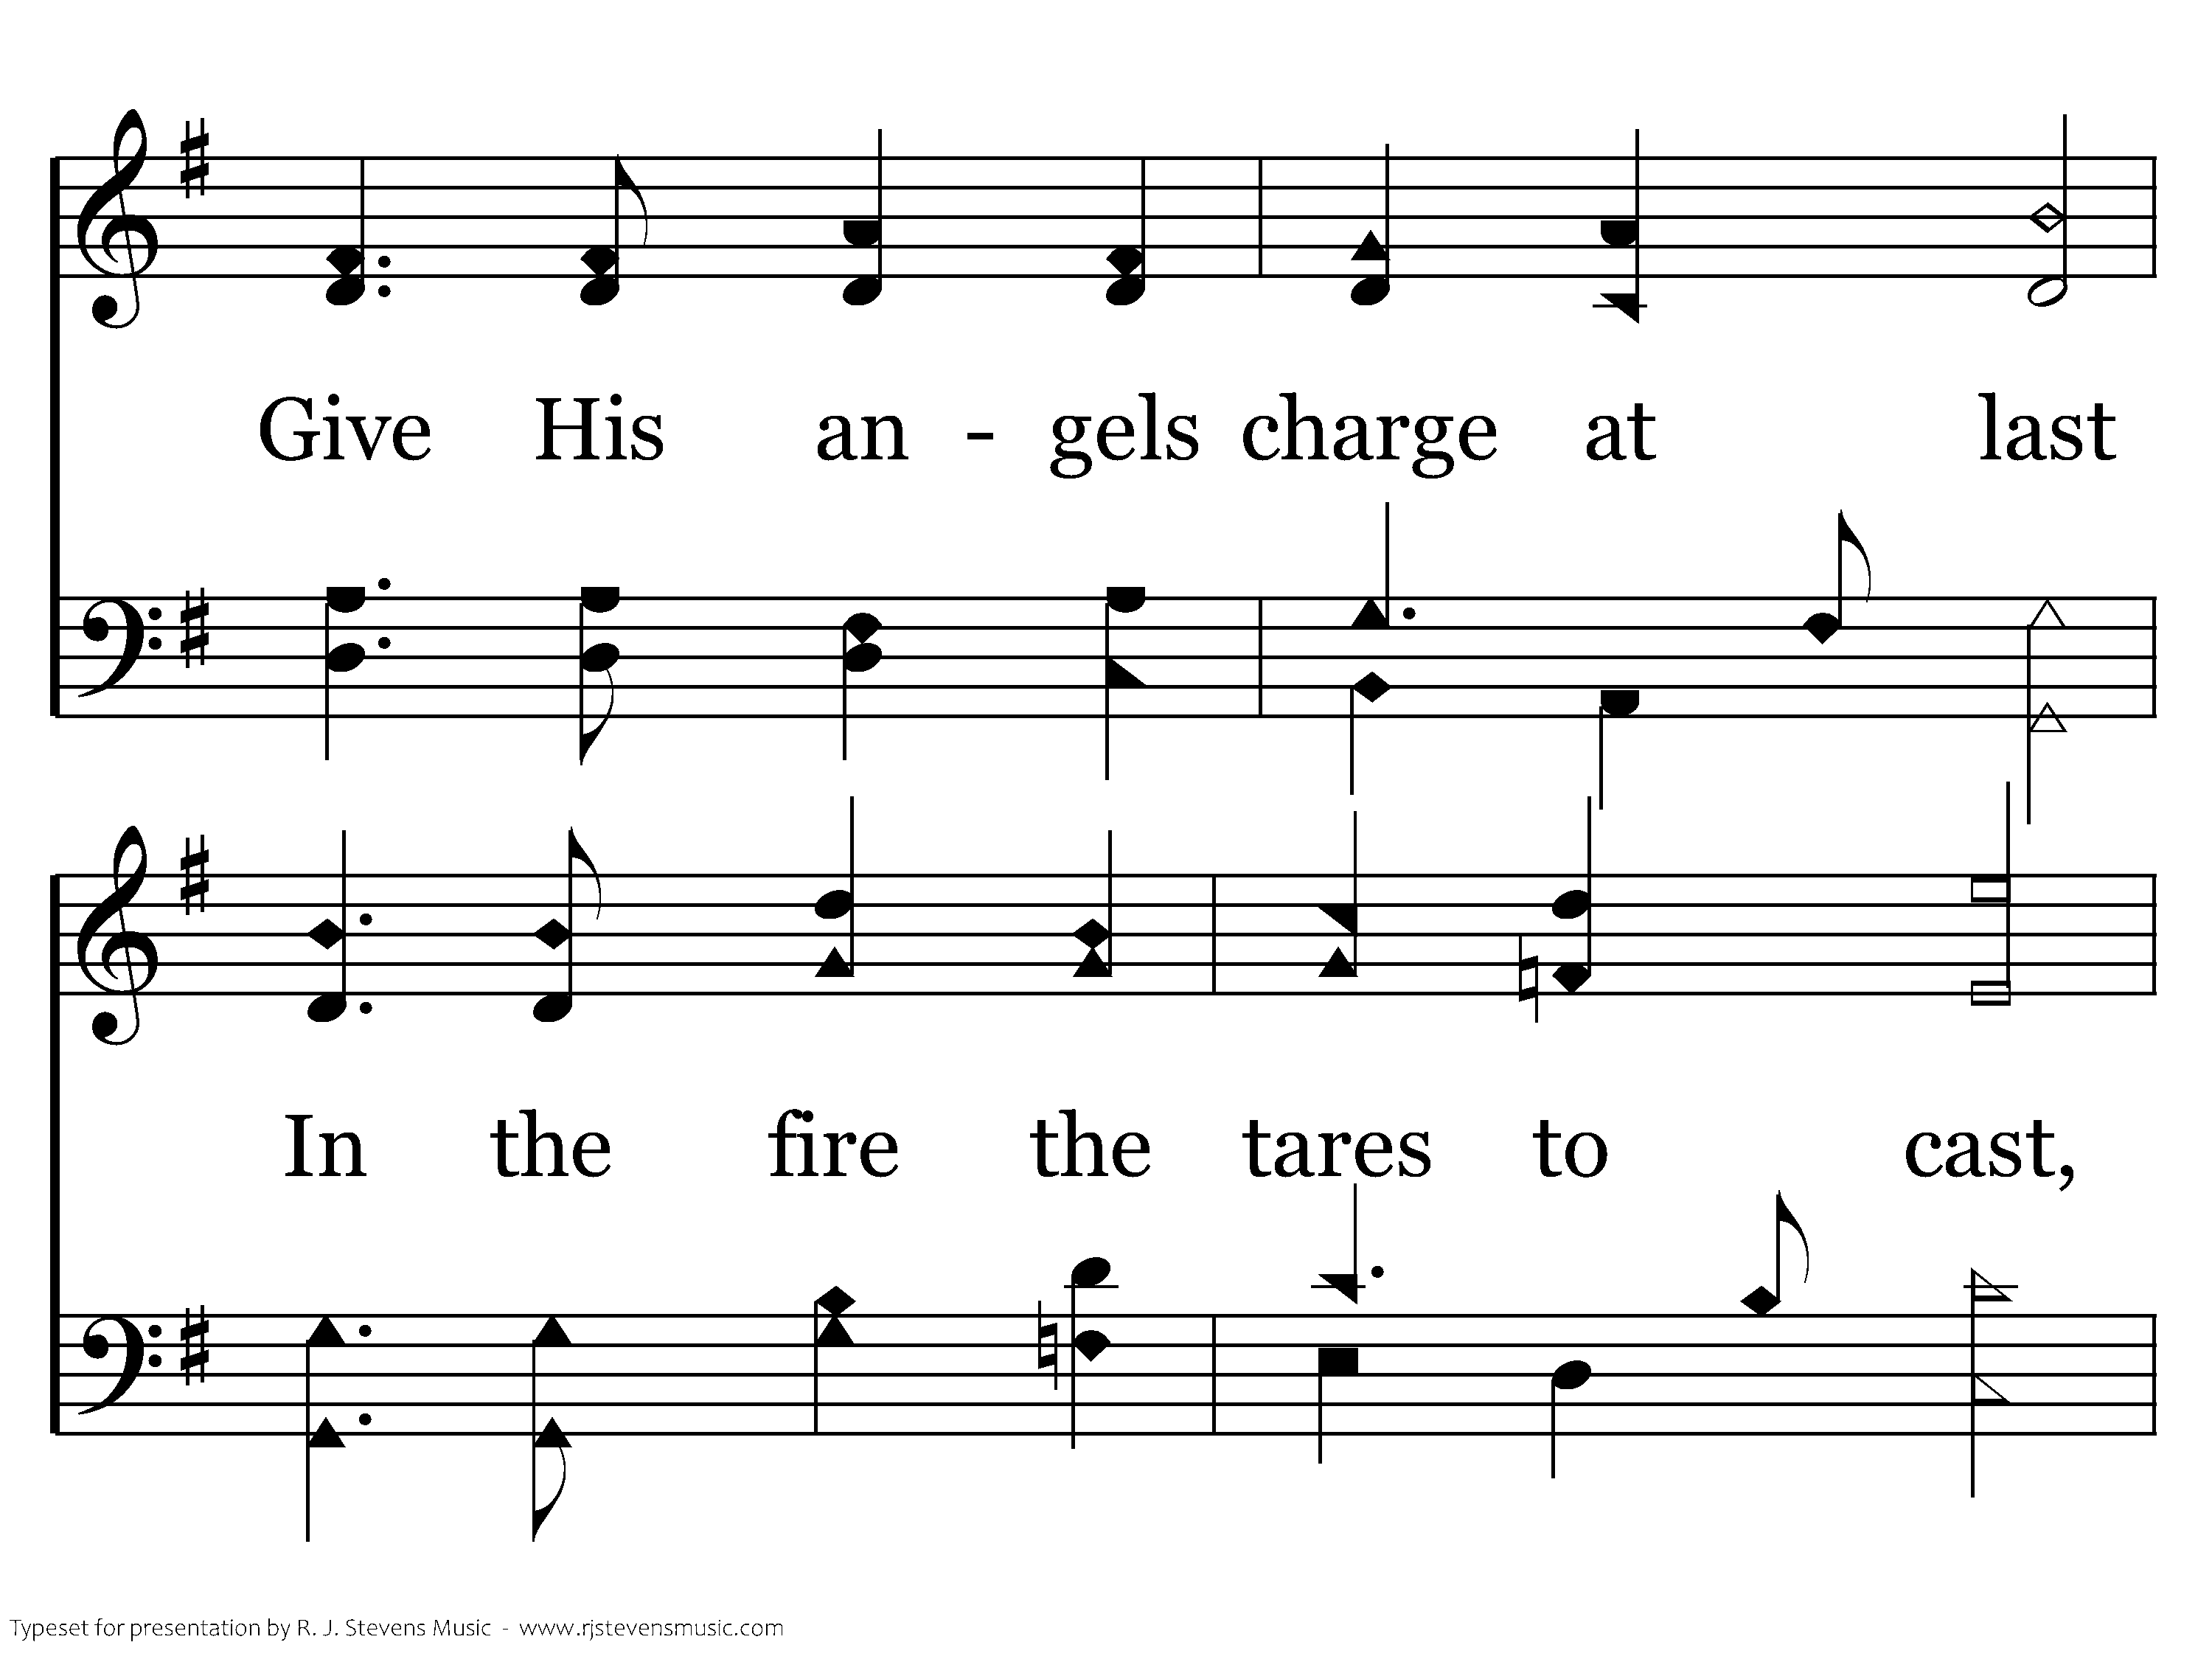 Give His an - gels charge at last
In the fire the tares to cast,
Typeset for presentation by R. J. Stevens Music - www.rjstevensmusic.com